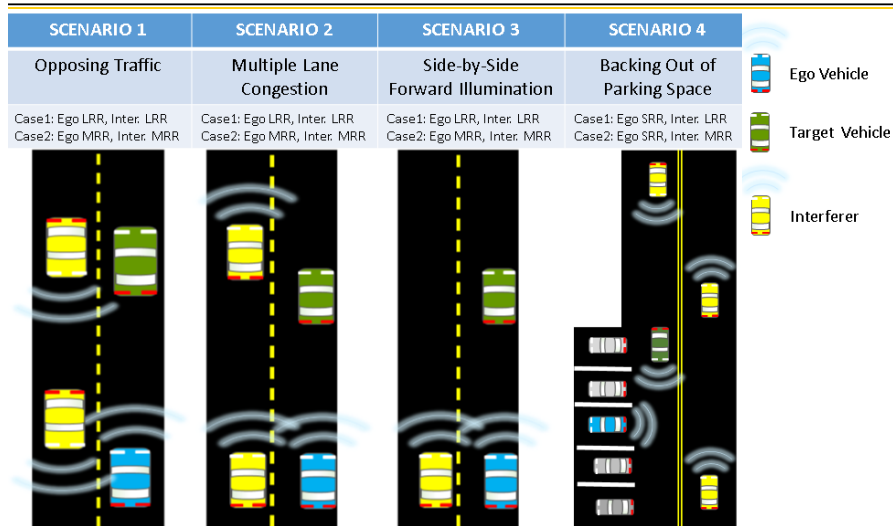 SCENARIO 1
SCENARIO 2
SCENARIO 3
SCENARIO 4
Opposing Traffic
Multiple Lane
Congestion
Side-by-Side
Forward Illumination
Backing Out of
Parking Space
Case1: Ego LRR, Inter. LRR
Case2: Ego MRR, Inter. MRR
Case1: Ego LRR, Inter. LRR
Case2: Ego MRR, Inter. MRR
Case1: Ego LRR, Inter. LRR
Case2: Ego MRR, Inter. MRR
Case1: Ego SRR, Inter. LRR
Case2: Ego SRR, Inter. MRR
Ego Vehicle
Target Vehicle
Interferer